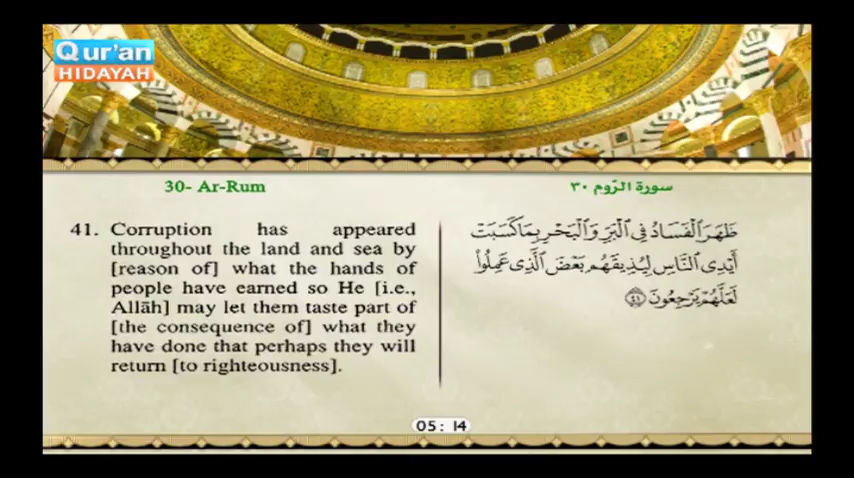 Qur'an
HIDAYAH
30- Ar-Rum
سورة الرّوم ٣٠
41. Corruption has appeared
throughout the land and sea by
[reason of] what the hands of
people have earned so He [i.e.,
Allāh] may let them taste part of
[the consequence of] what they
have done that perhaps they will
return [to righteousness].
ظَهَرَ الْفَسَادُ فِي الْبَرِّ وَالْبَحْرِ بِمَا كَسَبَتْ
أَيْدِي النَّاسِ لِيُذِيقَهُم بَعْضَ الَّذِي عَمِلُوا
لَعَلَّهُمْ يَرْجِعُونَ ٤١
05: 14